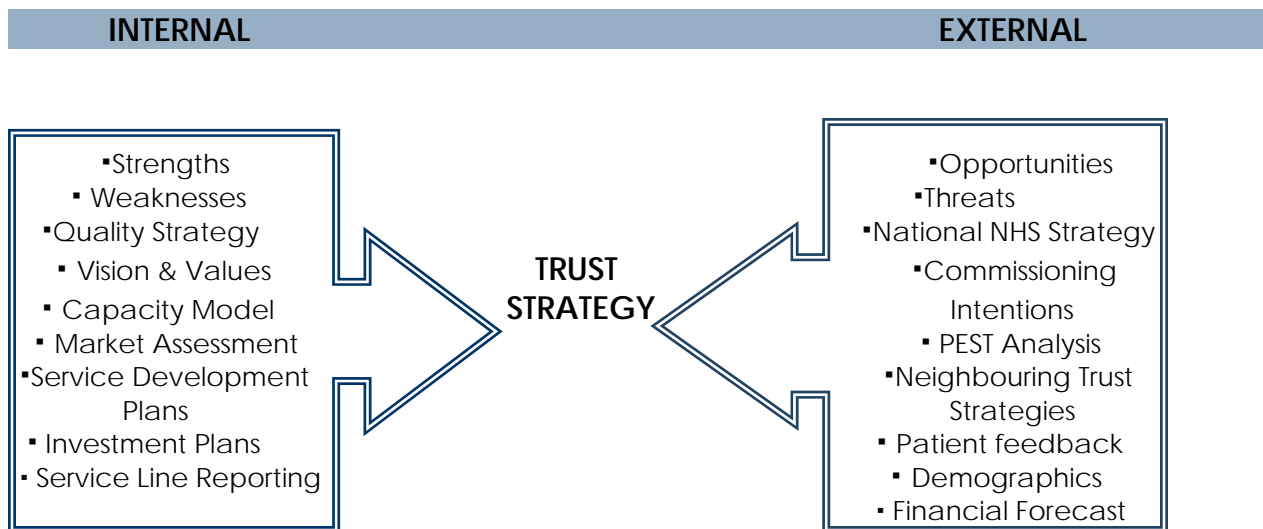 INTERNAL
EXTERNAL
▪Strengths
▪ Weaknesses
▪Quality Strategy
▪ Vision & Values
▪ Capacity Model
▪ Market Assessment
▪Service Development
Plans
▪ Investment Plans
▪ Service Line Reporting
TRUST
STRATEGY
▪Opportunities
▪Threats
▪National NHS Strategy
▪Commissioning
Intentions
▪ PEST Analysis
▪Neighbouring Trust
Strategies
▪ Patient feedback
▪ Demographics
▪ Financial Forecast